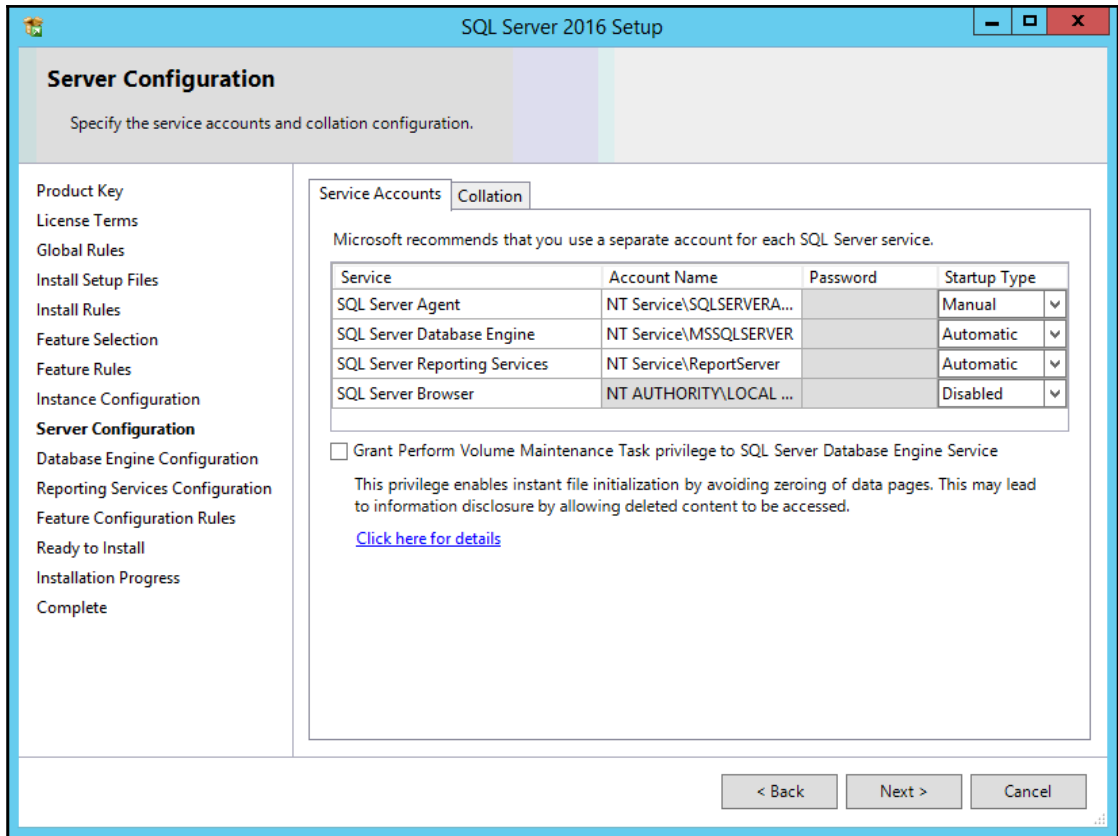 SQL Server 2016 Setup
Server Configuration
Specify the service accounts and collation configuration.
Product Key
License Terms
Global Rules
Install Setup Files
Install Rules
Feature Selection
Feature Rules
Instance Configuration
Server Configuration
Database Engine Configuration
Reporting Services Configuration
Feature Configuration Rules
Ready to Install
Installation Progress
Complete
Service Accounts Collation
Microsoft recommends that you use a separate account for each SQL Server service.
Service Account Name Password Startup Type
SQL Server Agent NT Service\SQLSERVERA... Manual
SQL Server Database Engine NT Service\MSSQLSERVER Automatic
SQL Server Reporting Services NT Service\ReportServer Automatic
SQL Server Browser NT AUTHORITY\LOCAL ... Disabled
Grant Perform Volume Maintenance Task privilege to SQL Server Database Engine Service
This privilege enables instant file initialization by avoiding zeroing of data pages. This may lead
to information disclosure by allowing deleted content to be accessed.
Click here for details
< Back Next > Cancel